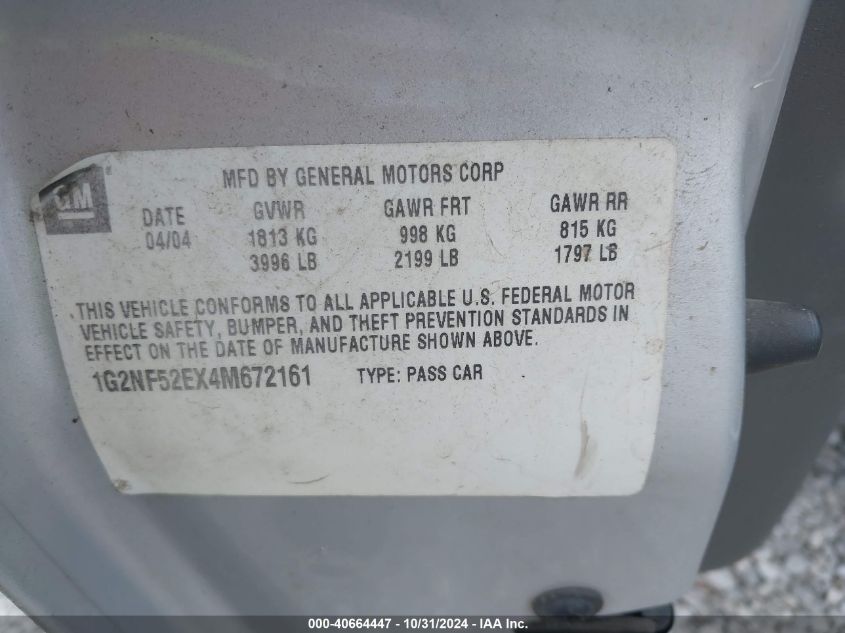 MFD BY GENERAL MOTORS CORP
GM
DATE GVWR GAWR FRT GAWR RR
04/04 1813 KG 998 KG 815 KG
3996 LB 2199 LB 1797 LB
THIS VEHICLE CONFORMS TO ALL APPLICABLE U.S. FEDERAL MOTOR
VEHICLE SAFETY, BUMPER, AND THEFT PREVENTION STANDARDS IN
EFFECT ON THE DATE OF MANUFACTURE SHOWN ABOVE.
1G2NF52EX4M672161 TYPE: PASS CAR
000-40664447 - 10/31/2024 - IAA Inc.